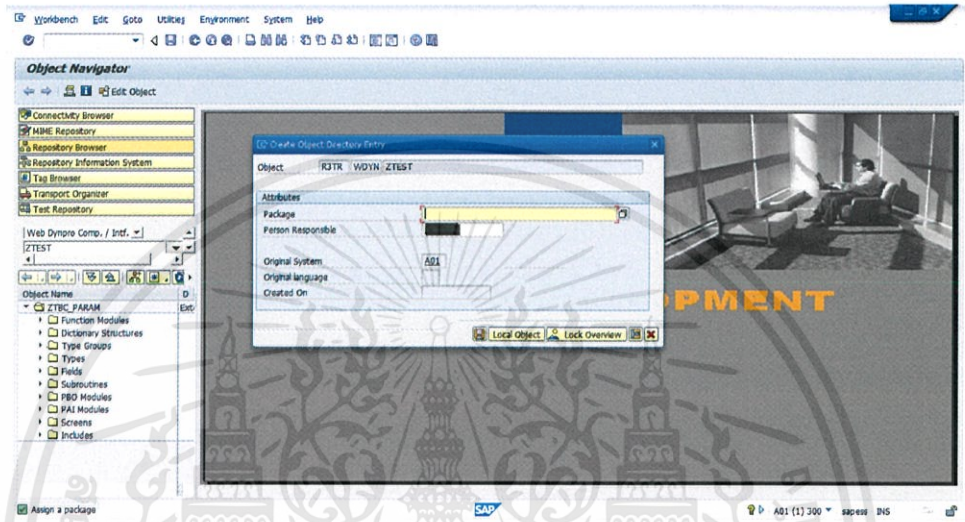 Workbench Edit Goto Utilities Environment System Help
Object Navigator
Edit Object
Connectivity Browser
MIME Repository
Repository Browser
Repository Information System
Tag Browser
Transport Organizer
Test Repository
Web Dynpro Comp. / Intf.
ZTEST
Object Name D
ZTBC_PARAM Ext
Function Modules
Dictionary Structures
Type Groups
Types
Fields
Subroutines
PBO Modules
PAI Modules
Screens
Includes
Create Object Directory Entry
Object R3TR WDYN ZTEST
Attributes
Package
Person Responsible
Original System A01
Original language
Created On
Local Object Lock Overview
OPMENT
Assign a package
SAP
A01 (1) 300 sapess INS